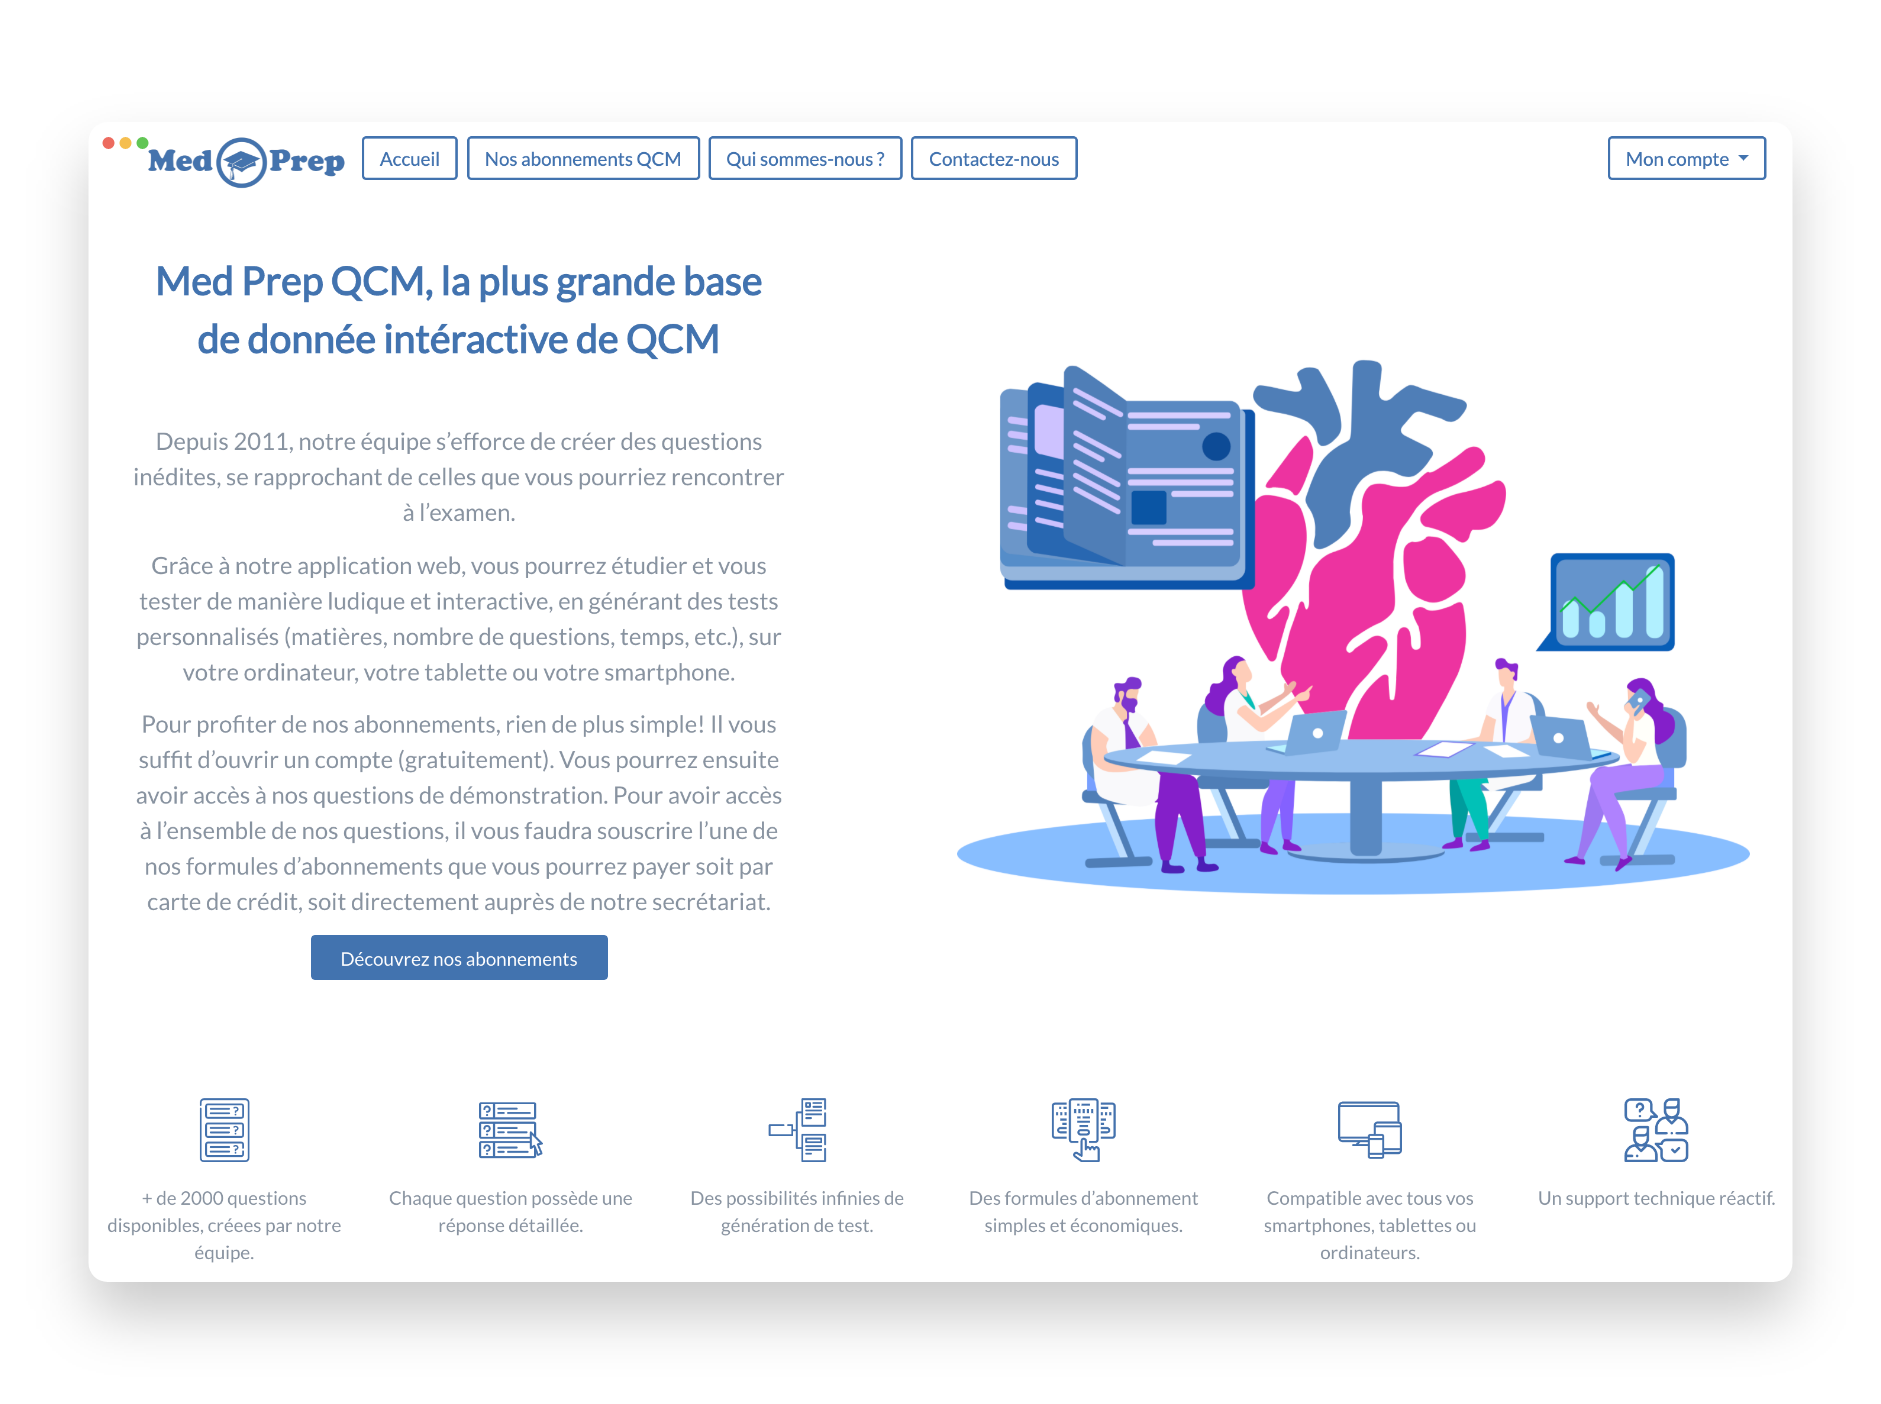 Med Prep
Accueil
Nos abonnements QCM
Qui sommes-nous ?
Contactez-nous
Mon compte
Med Prep QCM, la plus grande base
de donnée intéractive de QCM
Depuis 2011, notre équipe s’efforce de créer des questions
inédites, se rapprochant de celles que vous pourriez rencontrer
à l’examen.
Grâce à notre application web, vous pourrez étudier et vous
tester de manière ludique et interactive, en générant des tests
personnalisés (matières, nombre de questions, temps, etc.), sur
votre ordinateur, votre tablette ou votre smartphone.
Pour profiter de nos abonnements, rien de plus simple! Il vous
suffit d’ouvrir un compte (gratuitement). Vous pourrez ensuite
avoir accès à nos questions de démonstration. Pour avoir accès
à l’ensemble de nos questions, il vous faudra souscrire l’une de
nos formules d’abonnements que vous pourrez payer soit par
carte de crédit, soit directement auprès de notre secrétariat.
Découvrez nos abonnements
+ de 2000 questions
disponibles, créees par notre
équipe.
Chaque question possède une
réponse détaillée.
Des possibilités infinies de
génération de test.
Des formules d’abonnement
simples et économiques.
Compatible avec tous vos
smartphones, tablettes ou
ordinateurs.
Un support technique réactif.